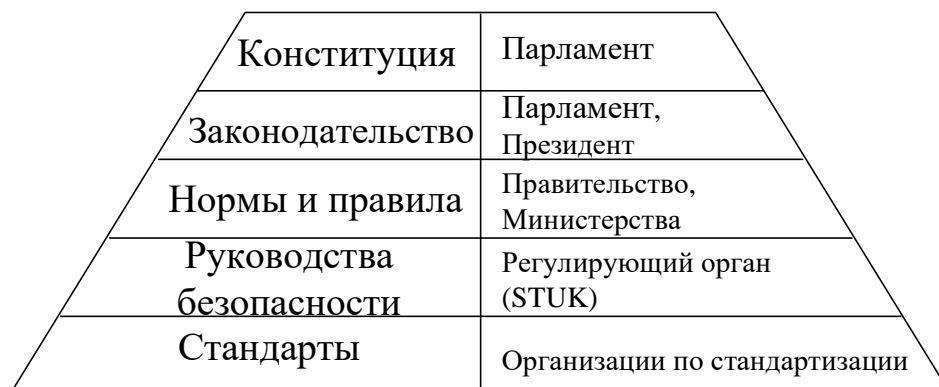 Конституция
Парламент
Законодательство
Парламент,
Президент
Нормы и правила
Правительство,
Министерства
Руководства
безопасности
Регулирующий орган
(STUK)
Стандарты
Организации по стандартизации